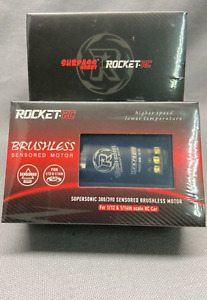 SURPASS
HOBBY
ROCKET-RC
ROCKET-RC
higher speed
lower temperature
BRUSHLESS
SENSORED MOTOR
SENSORED
SUPERSONIC 380/390 SENSORED BRUSHLESS MOTOR
For 1/12 & 1/14th scale RC Car